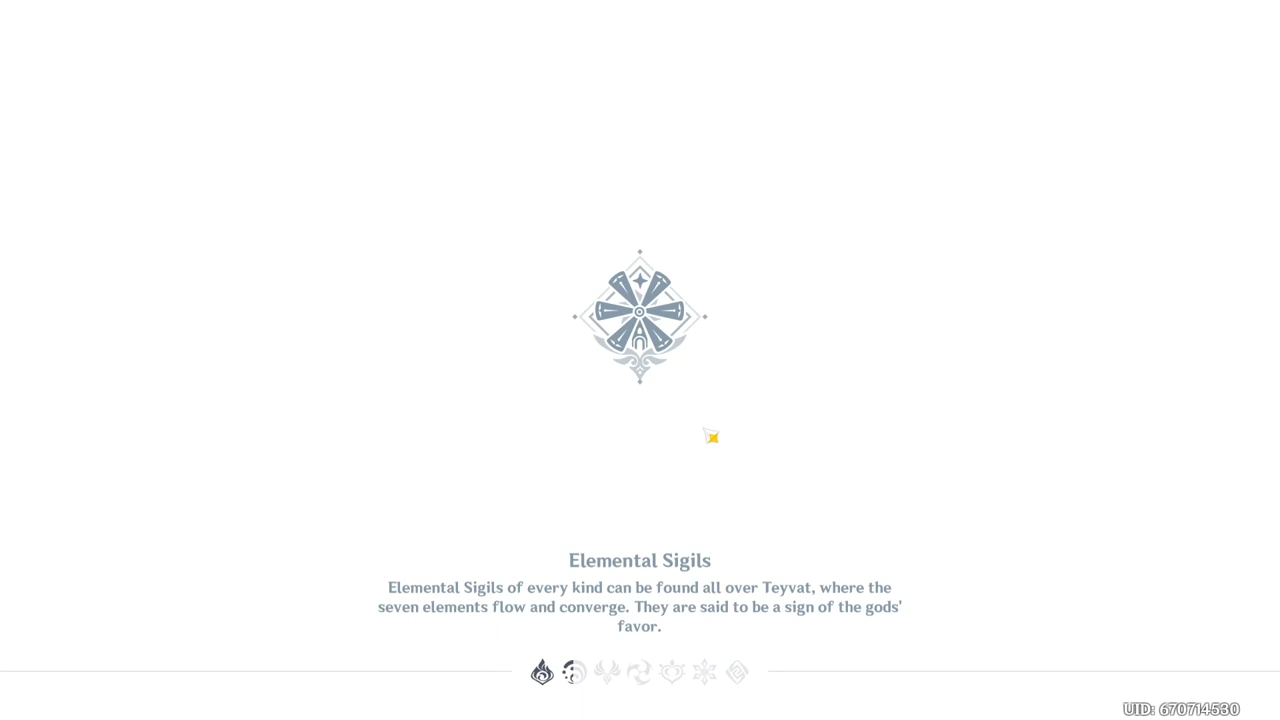 Elemental Sigils
Elemental Sigils of every kind can be found all over Teyvat, where the
seven elements flow and converge. They are said to be a sign of the gods'
favor.
UID: 670714530